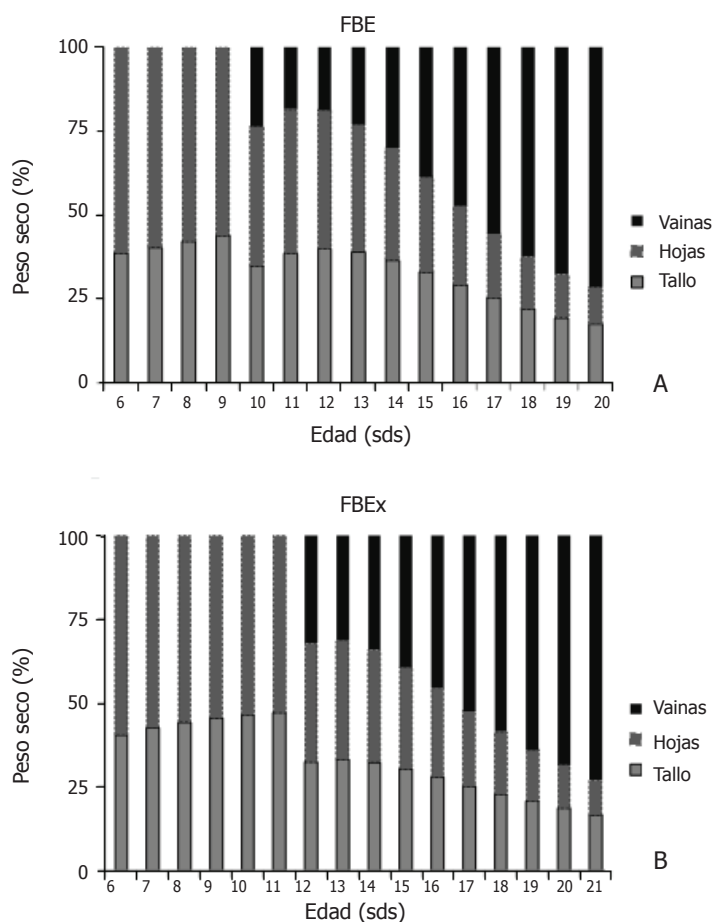 FBE
100
75
50
25
0
Peso seco (%)
6 7 8 9 10 11 12 13 14 15 16 17 18 19 20
Edad (sds)
Vainas
Hojas
Tallo
A
FBEx
100
75
50
25
0
Peso seco (%)
6 7 8 9 10 11 12 13 14 15 16 17 18 19 20 21
Edad (sds)
Vainas
Hojas
Tallo
B